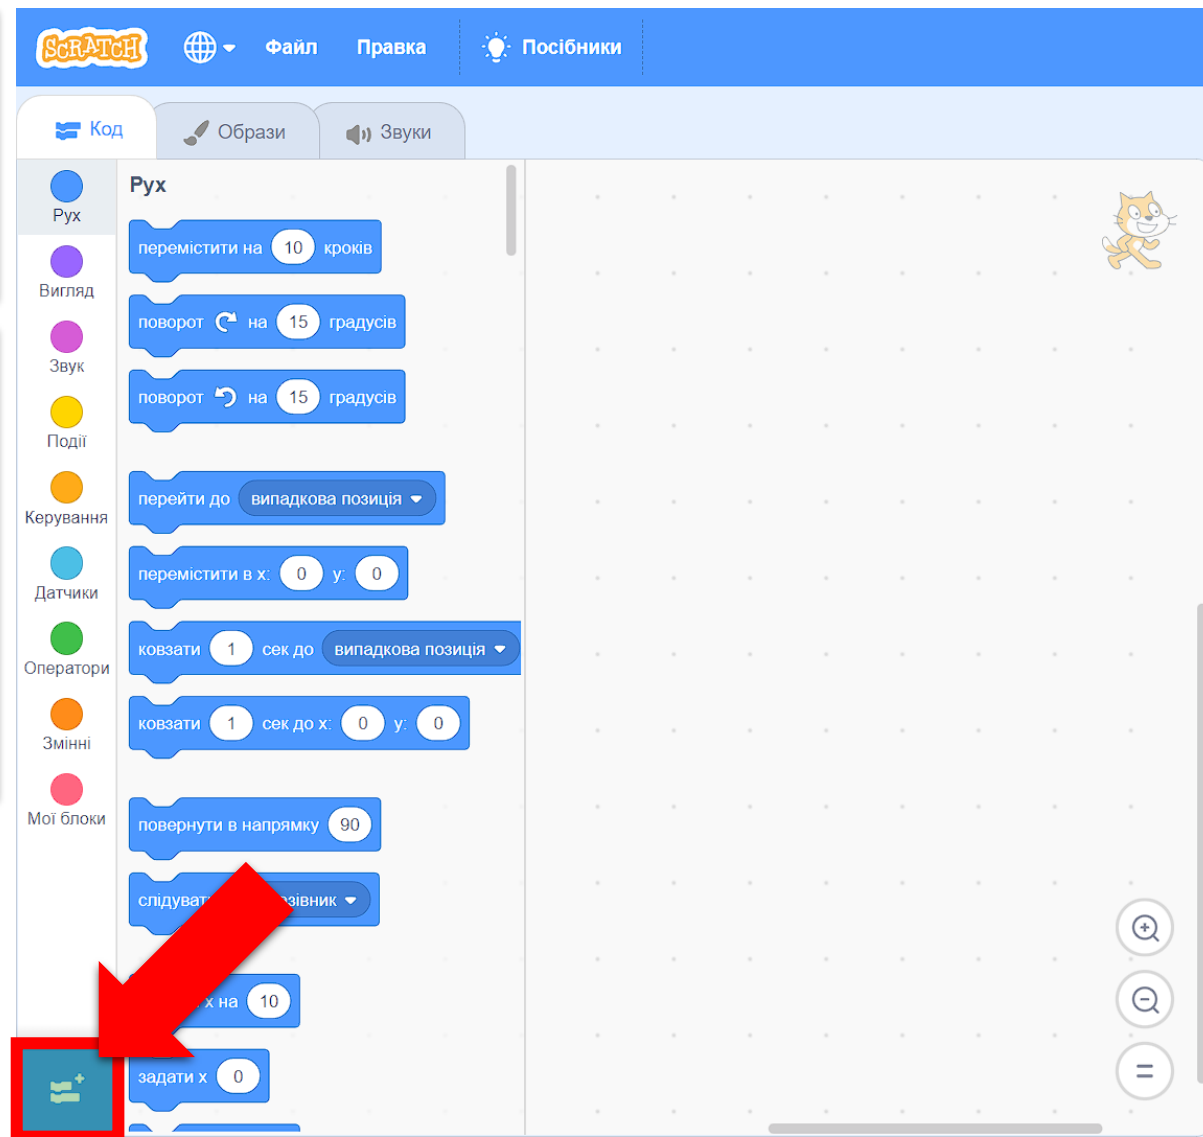 SCRATCH Файл Правка Посібники
Код Образи Звуки
Рух
Вигляд
Звук
Події
Керування
Датчики
Оператори
Змінні
Мої блоки
Рух
перемістити на 10 кроків
поворот на 15 градусів
поворот на 15 градусів
перейти до випадкова позиція
перемістити в x: 0 y: 0
ковзати 1 сек до випадкова позиція
ковзати 1 сек до x: 0 y: 0
повернути в напрямку 90
x на 10
задати x 0